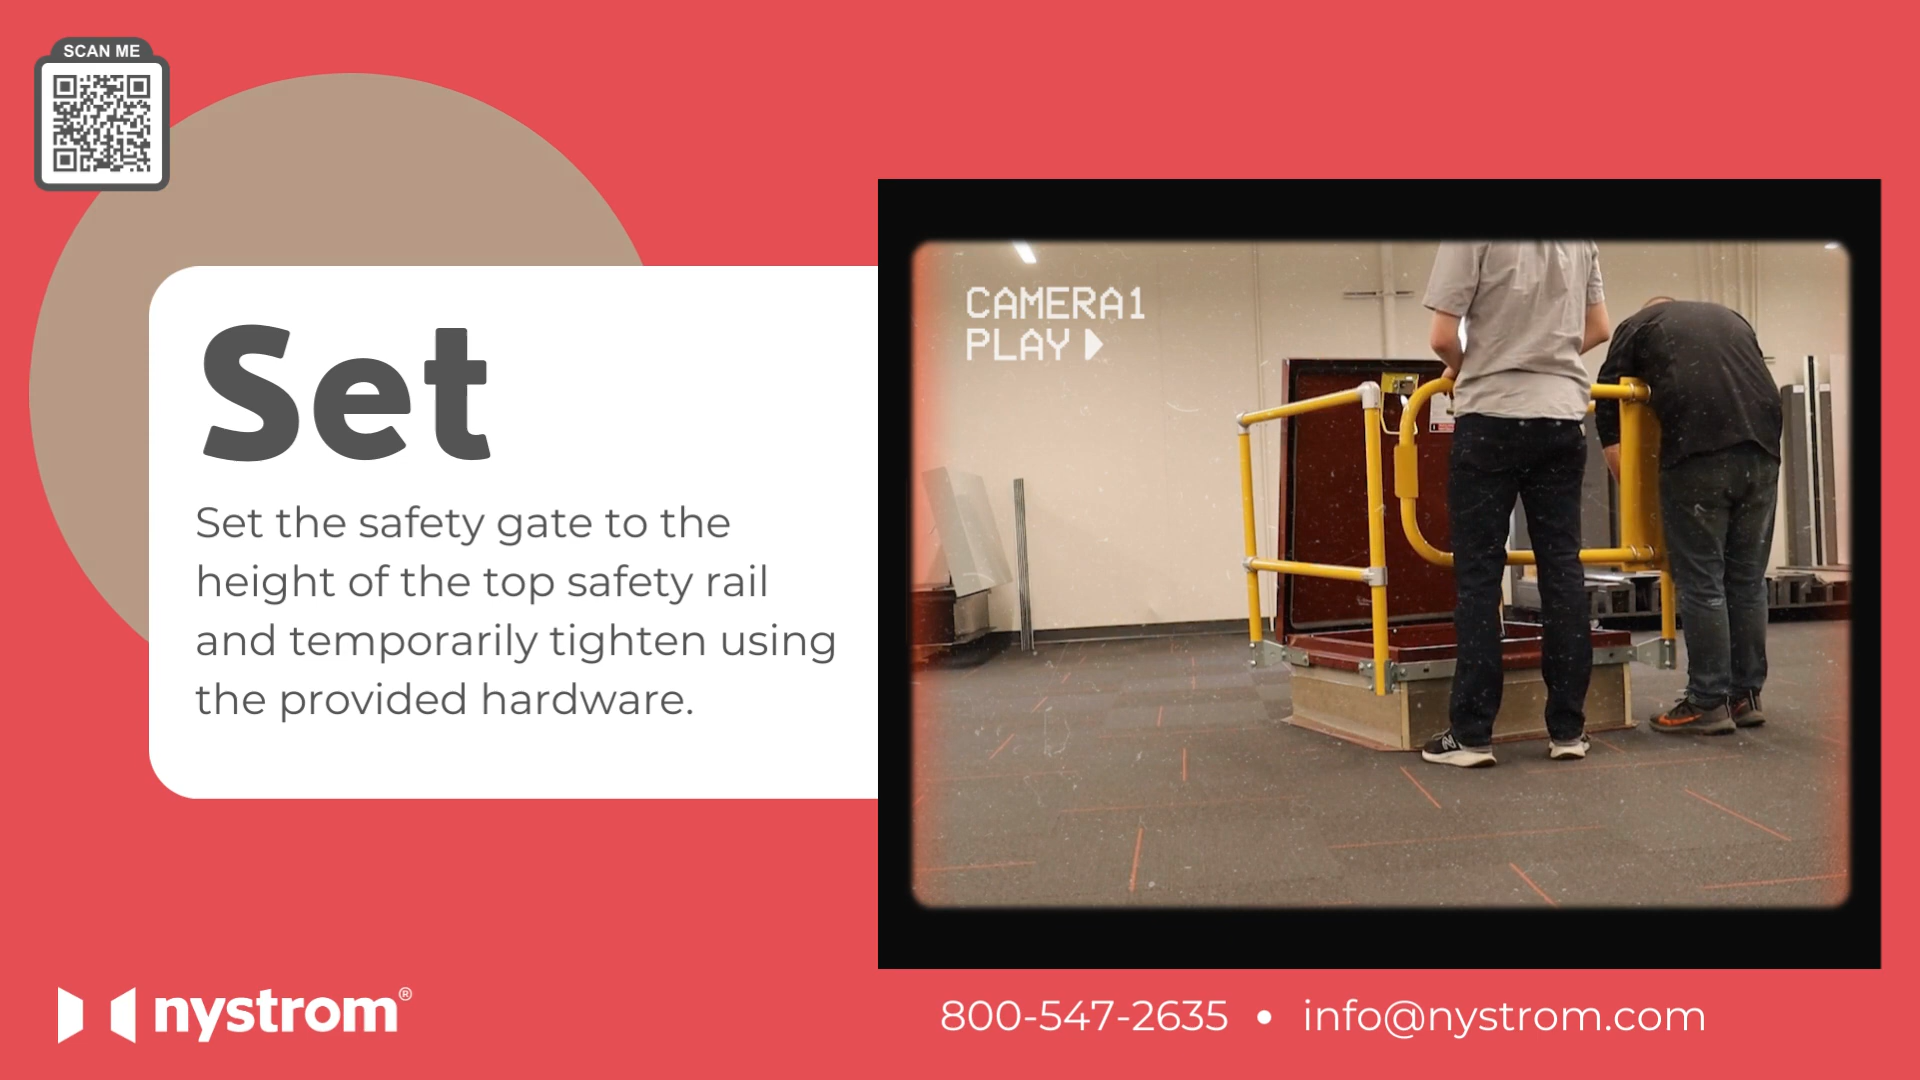 SCAN ME
Set
Set the safety gate to the
height of the top safety rail
and temporarily tighten using
the provided hardware.
CAMERA1
PLAY
nystrom®
800-547-2635 • info@nystrom.com